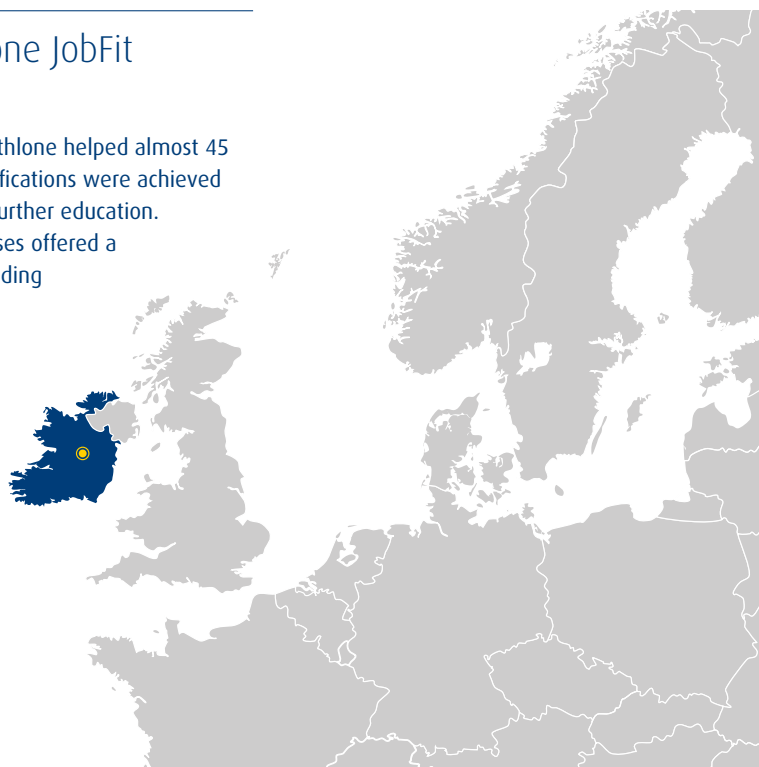 one JobFit
thlone helped almost 45
fications were achieved
urther education.
ses offered a
ding